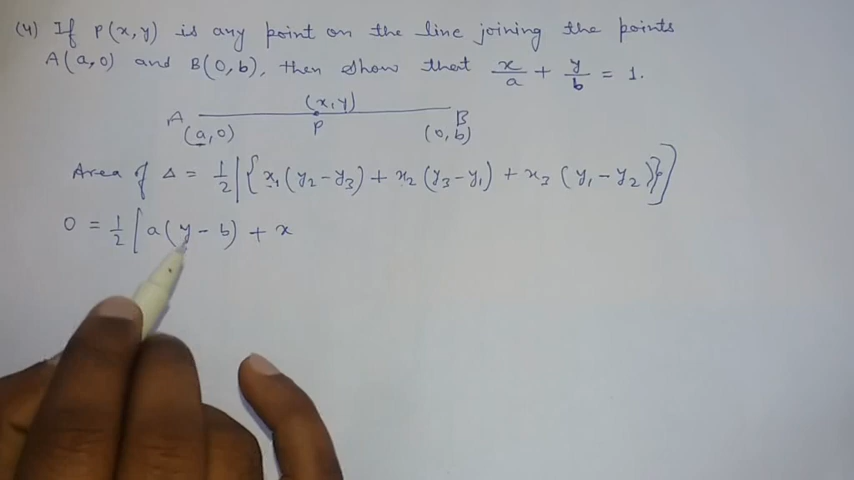 (4) If P(x,y) is any point on the line joining the points
A(a,0) and B(0,b), then show that x/a + y/b = 1.
(x,y)
A B
P
(a,0) (0,b)
Area of Δ = 1/2 |{x₁(y₂-y₃) + x₂(y₃-y₁) + x₃(y₁-y₂)}|
0 = 1/2 [a(y-b) + x